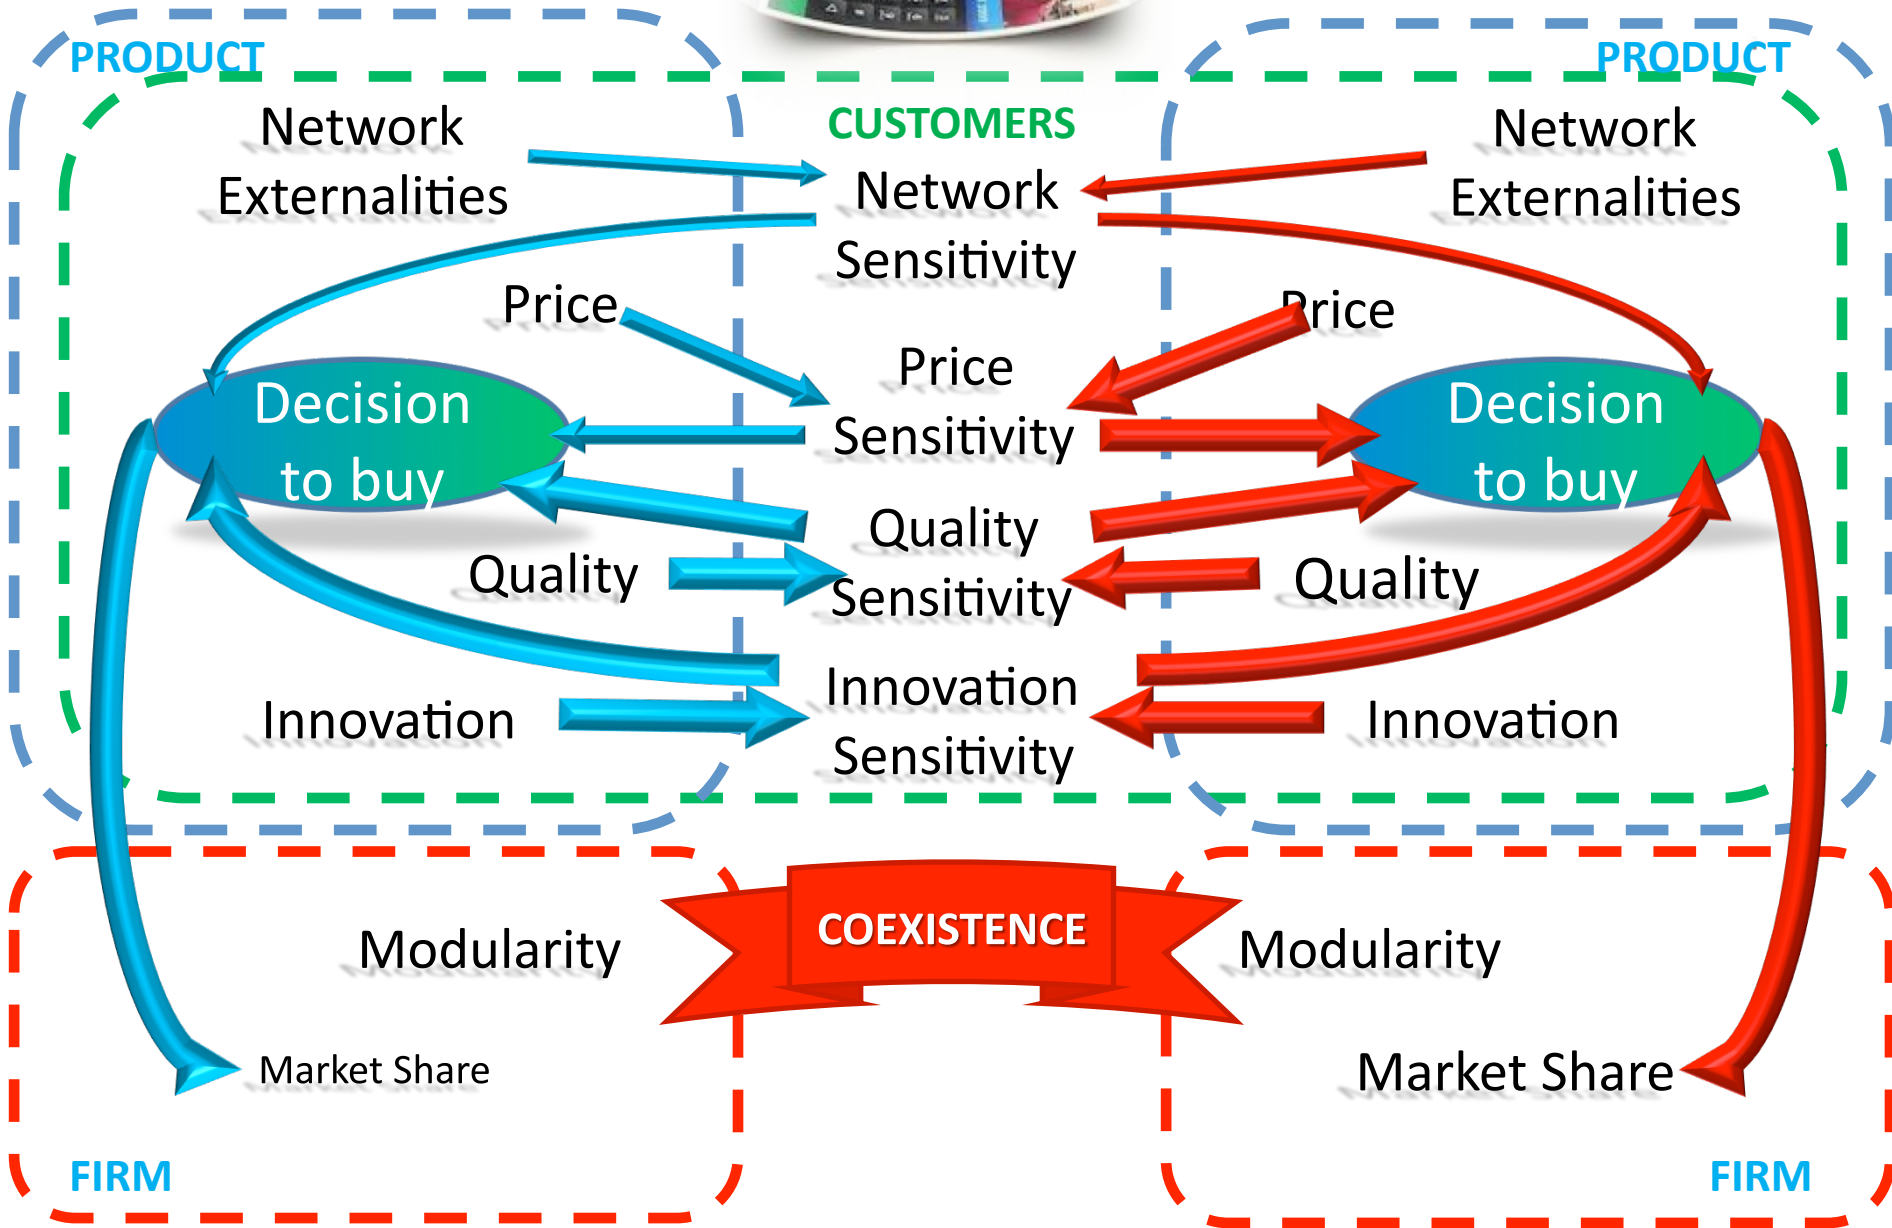 PRODUCT
PRODUCT
CUSTOMERS
Network
Externalities
Network
Externalities
Network
Sensitivity
Price
Price
Price
Sensitivity
Decision
to buy
Decision
to buy
Quality
Sensitivity
Quality
Quality
Innovation
Sensitivity
Innovation
Innovation
COEXISTENCE
Modularity
Modularity
Market Share
Market Share
FIRM
FIRM